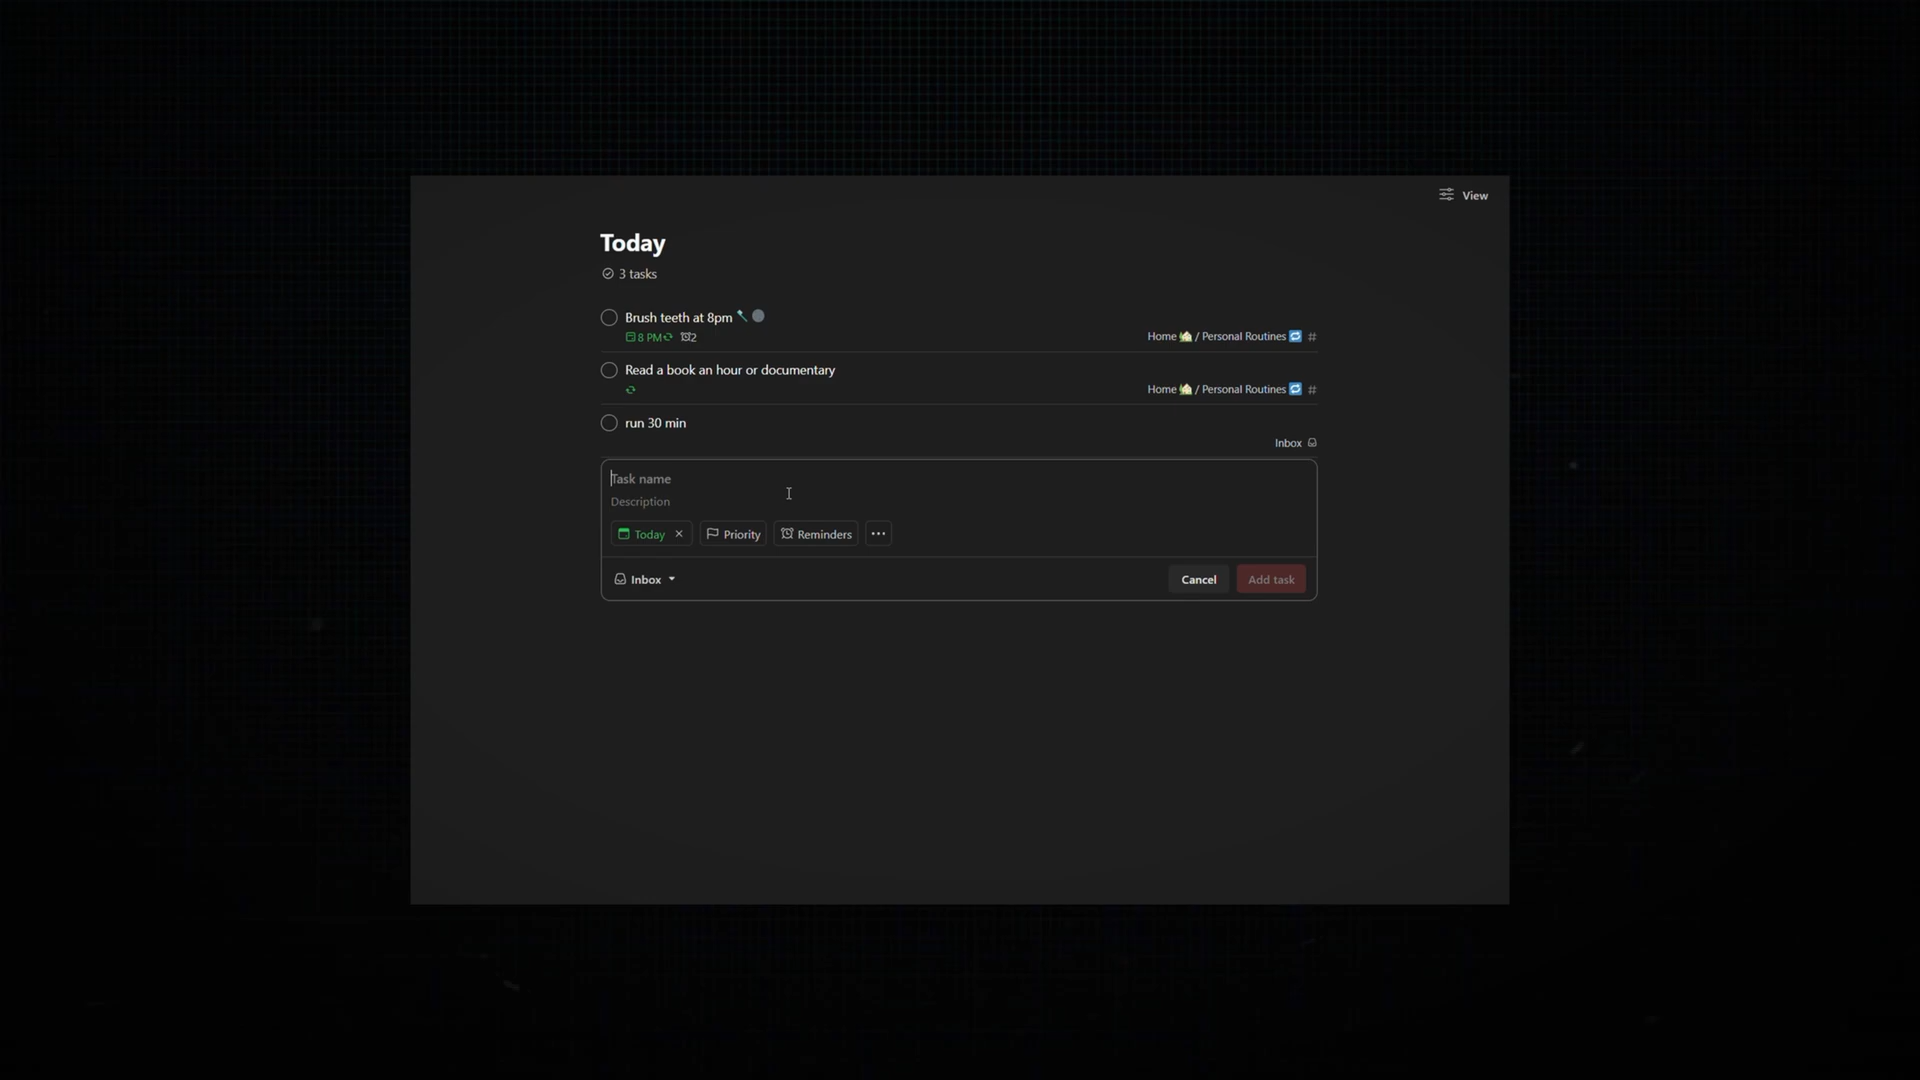 View
Today
3 tasks
Brush teeth at 8pm
8 PM 2
Home / Personal Routines #
Read a book an hour or documentary
Home / Personal Routines #
run 30 min
Inbox
Task name
Description
Today Priority Reminders
Inbox Cancel Add task